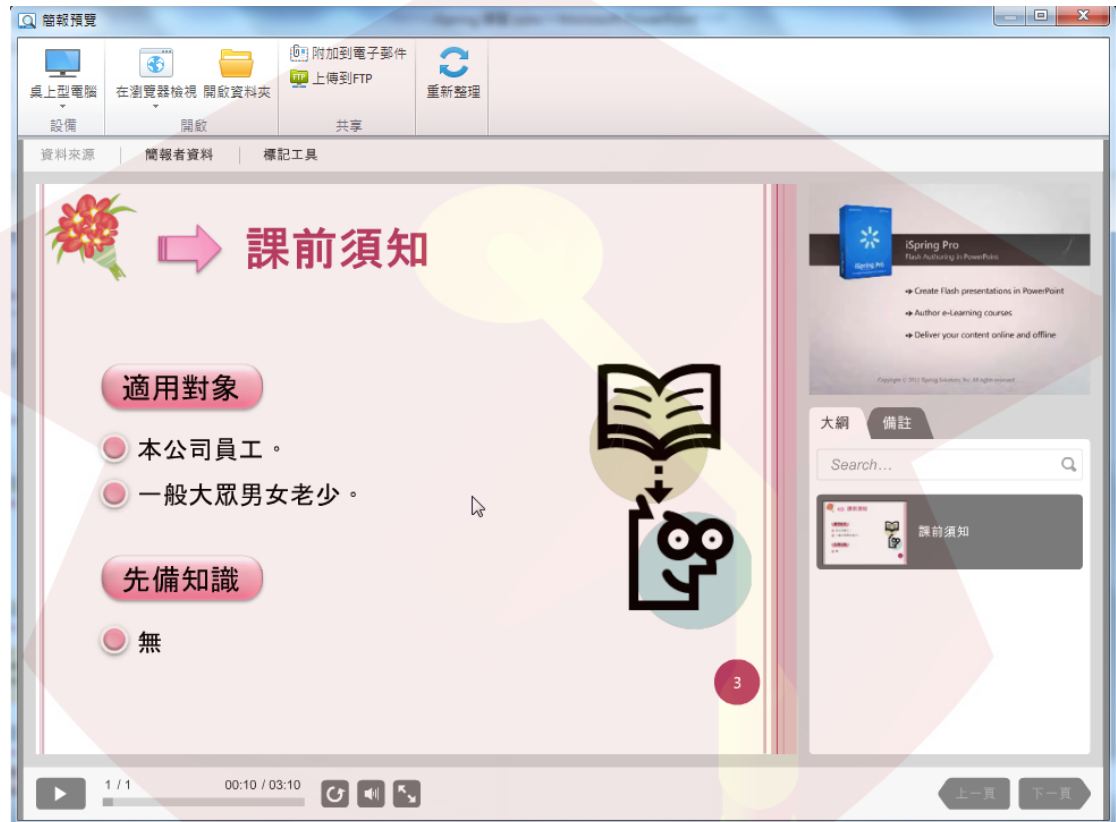 簡報預覽
桌上型電腦
在瀏覽器檢視
開啟資料夾
附加到電子郵件
上傳到FTP
重新整理
設備
開啟
共享
資料來源
簡報者資料
標記工具
課前須知
適用對象
本公司員工。
一般大眾男女老少。
先備知識
無
3
iSpring Pro
Flash Authoring in PowerPoint
Create Flash presentations in PowerPoint
Author e-Learning courses
Deliver your content online and offline
大綱
備註
Search...
課前須知
1 / 1
00:10 / 03:10
上一頁
下一頁